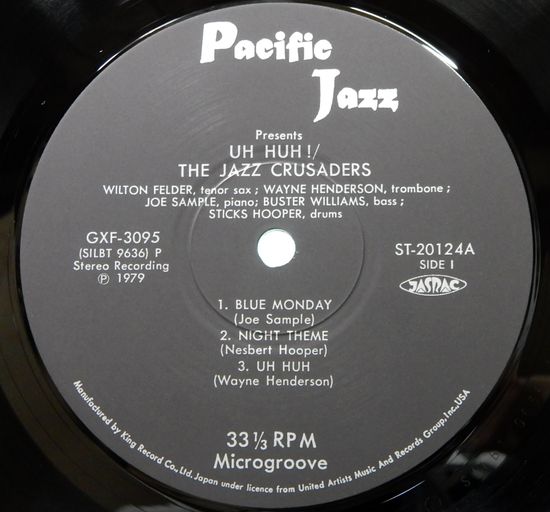 Pacific
Jazz
Presents
UH HUH!/
THE JAZZ CRUSADERS
WILTON FELDER, tenor sax ; WAYNE HENDERSON, trombone ;
JOE SAMPLE, piano; BUSTER WILLIAMS, bass ;
STICKS HOOPER, drums
GXF-3095
(SILBT 9636) P
Stereo Recording
Ⓟ 1979
ST-20124A
SIDE I
JASRAC
1. BLUE MONDAY
(Joe Sample)
2. NIGHT THEME
(Nesbert Hooper)
3. UH HUH
(Wayne Henderson)
33 1/3 RPM
Microgroove
Manufactured by King Record Co., Ltd. Japan under licence from United Artists Music And Records Group, Inc., USA